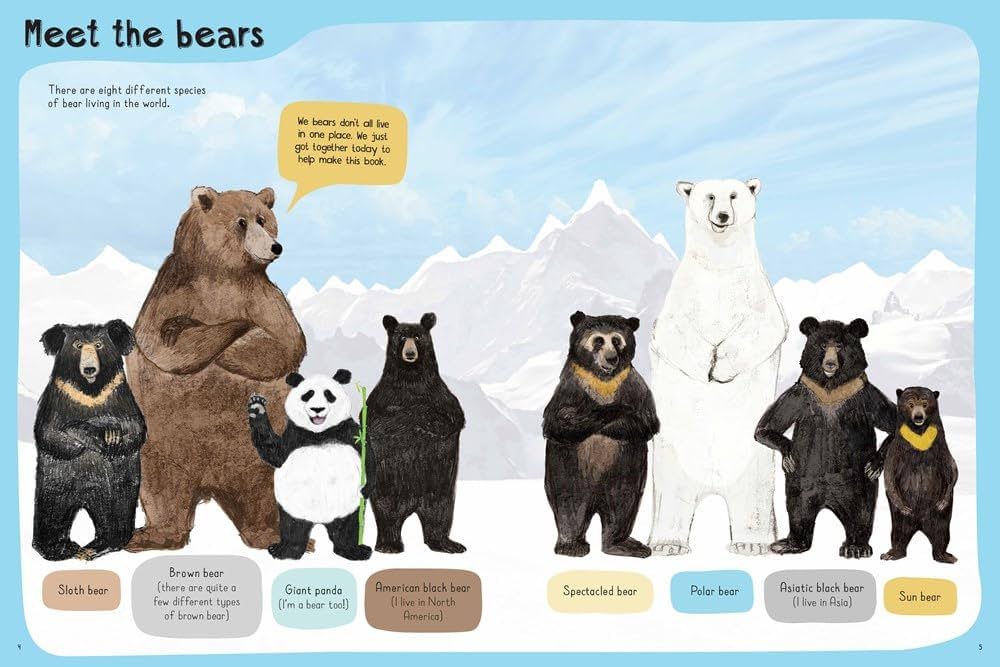 Meet the bears
There are eight different species
of bear living in the world.
We bears don't all live
in one place. We just
got together today to
help make this book.
Sloth bear
Brown bear
(there are quite a
few different types
of brown bear)
Giant panda
(I'm a bear too!)
American black bear
(I live in North
America)
Spectacled bear
Polar bear
Asiatic black bear
(I live in Asia)
Sun bear
4
5